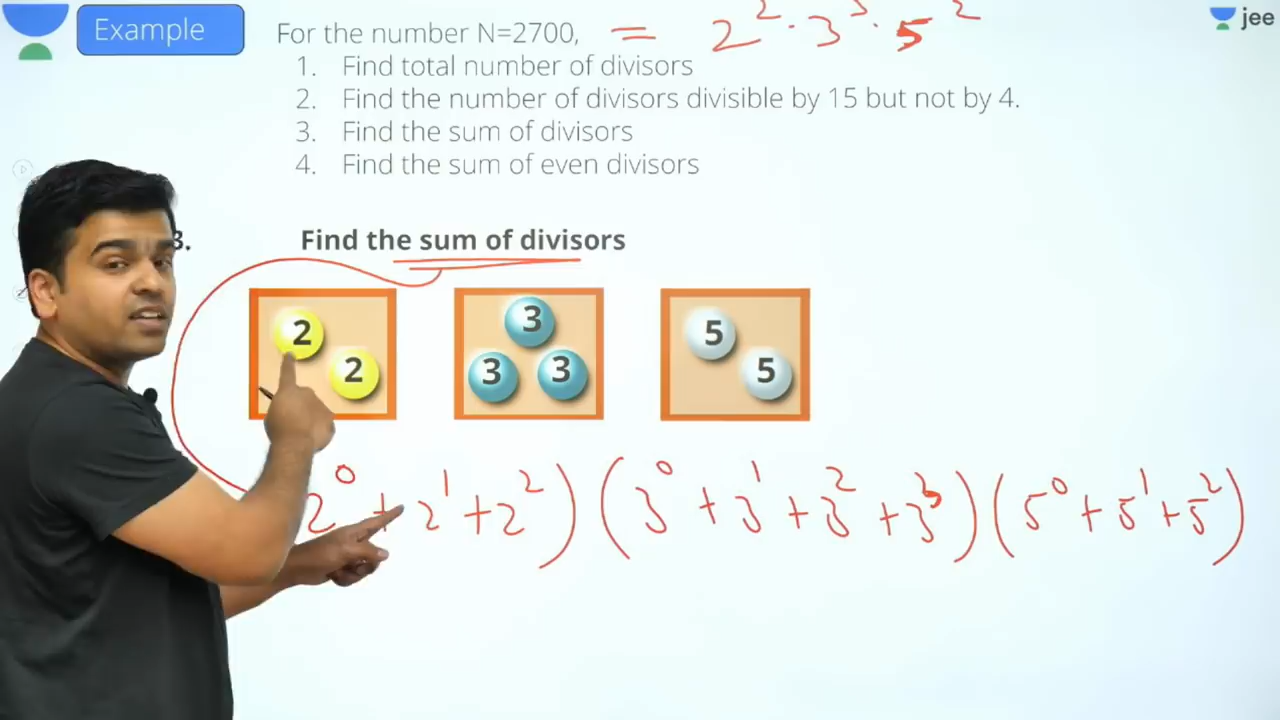 Example
For the number N=2700, = 2² · 3³ · 5²
jee
1. Find total number of divisors
2. Find the number of divisors divisible by 15 but not by 4.
3. Find the sum of divisors
4. Find the sum of even divisors
3. Find the sum of divisors
2 2 3 3 3 5 5
2⁰ + 2¹ + 2²) (3⁰ + 3¹ + 3² + 3³) (5⁰ + 5¹ + 5²)